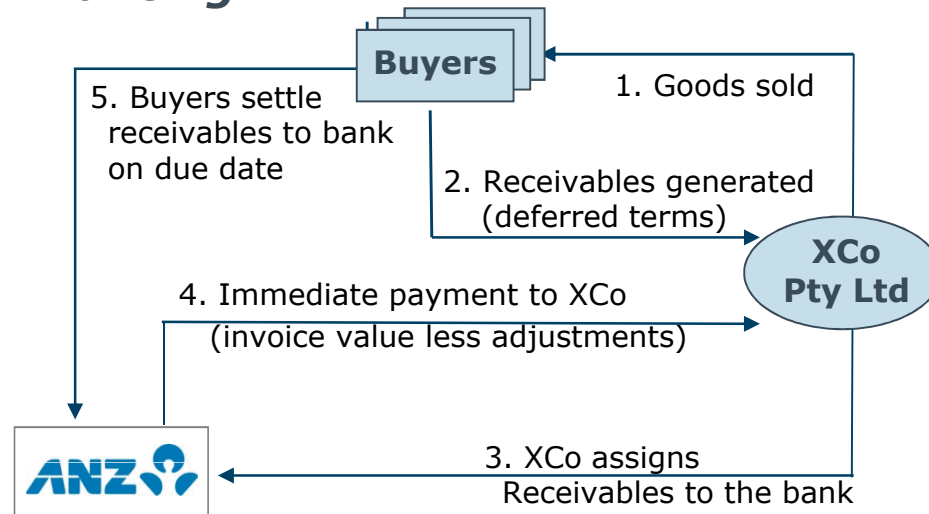 Buyers
1. Goods sold
5. Buyers settle
receivables to bank
on due date
2. Receivables generated
(deferred terms)
XCo
Pty Ltd
4. Immediate payment to XCo
(invoice value less adjustments)
ANZ
3. XCo assigns
Receivables to the bank